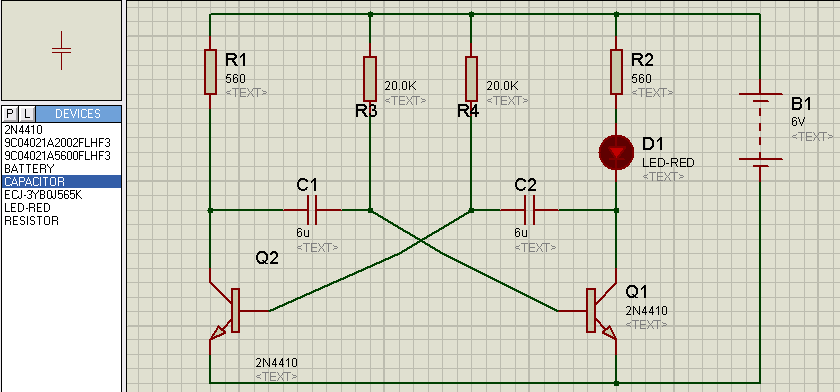 P L DEVICES
2N4410
9C04021A2002FLHF3
9C04021A5600FLHF3
BATTERY
CAPACITOR
ECJ-3YB0J565K
LED-RED
RESISTOR
R1
560
<TEXT>
R3
20.0K
<TEXT>
R4
20.0K
<TEXT>
R2
560
<TEXT>
B1
6V
<TEXT>
D1
LED-RED
<TEXT>
C1
6u
<TEXT>
C2
6u
<TEXT>
Q2
2N4410
<TEXT>
Q1
2N4410
<TEXT>